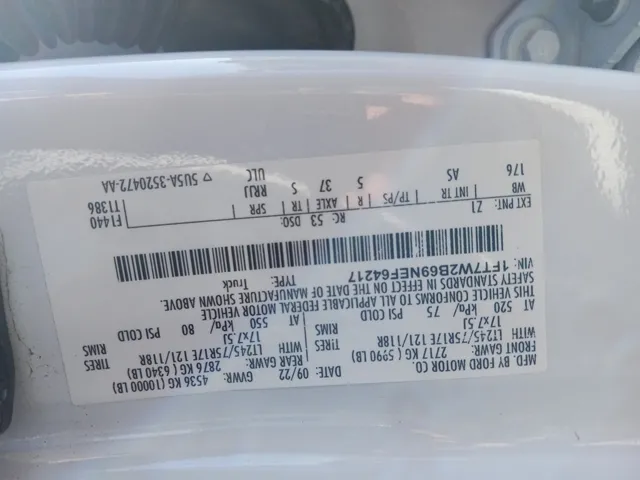 MFD. BY FORD MOTOR CO.
DATE: 09/22 GVWR: 4536 KG (10000 LB)
FRONT GAWR: 2717 KG (5990 LB)
REAR GAWR: 2876 KG (6340 LB)
WITH LT245/75R17E 121/118R TIRES
WITH LT245/75R17E 121/118R TIRES
17x7.5J RIMS
17x7.5J RIMS
AT 520 kPa/ 75 PSI COLD
AT 550 kPa/ 80 PSI COLD
THIS VEHICLE CONFORMS TO ALL APPLICABLE FEDERAL MOTOR VEHICLE
SAFETY STANDARDS IN EFFECT ON THE DATE OF MANUFACTURE SHOWN ABOVE.
VIN: 1FT7W2B69NEF64217
TYPE: Truck
EXT PNT: Z1 RC: 53 DSO: F1440
WB INT TR TP/PS R AXLE TR SPR T1386
176 AS 5 37 S RRJJ
ULC ▽ 5U5A-3520472-AA